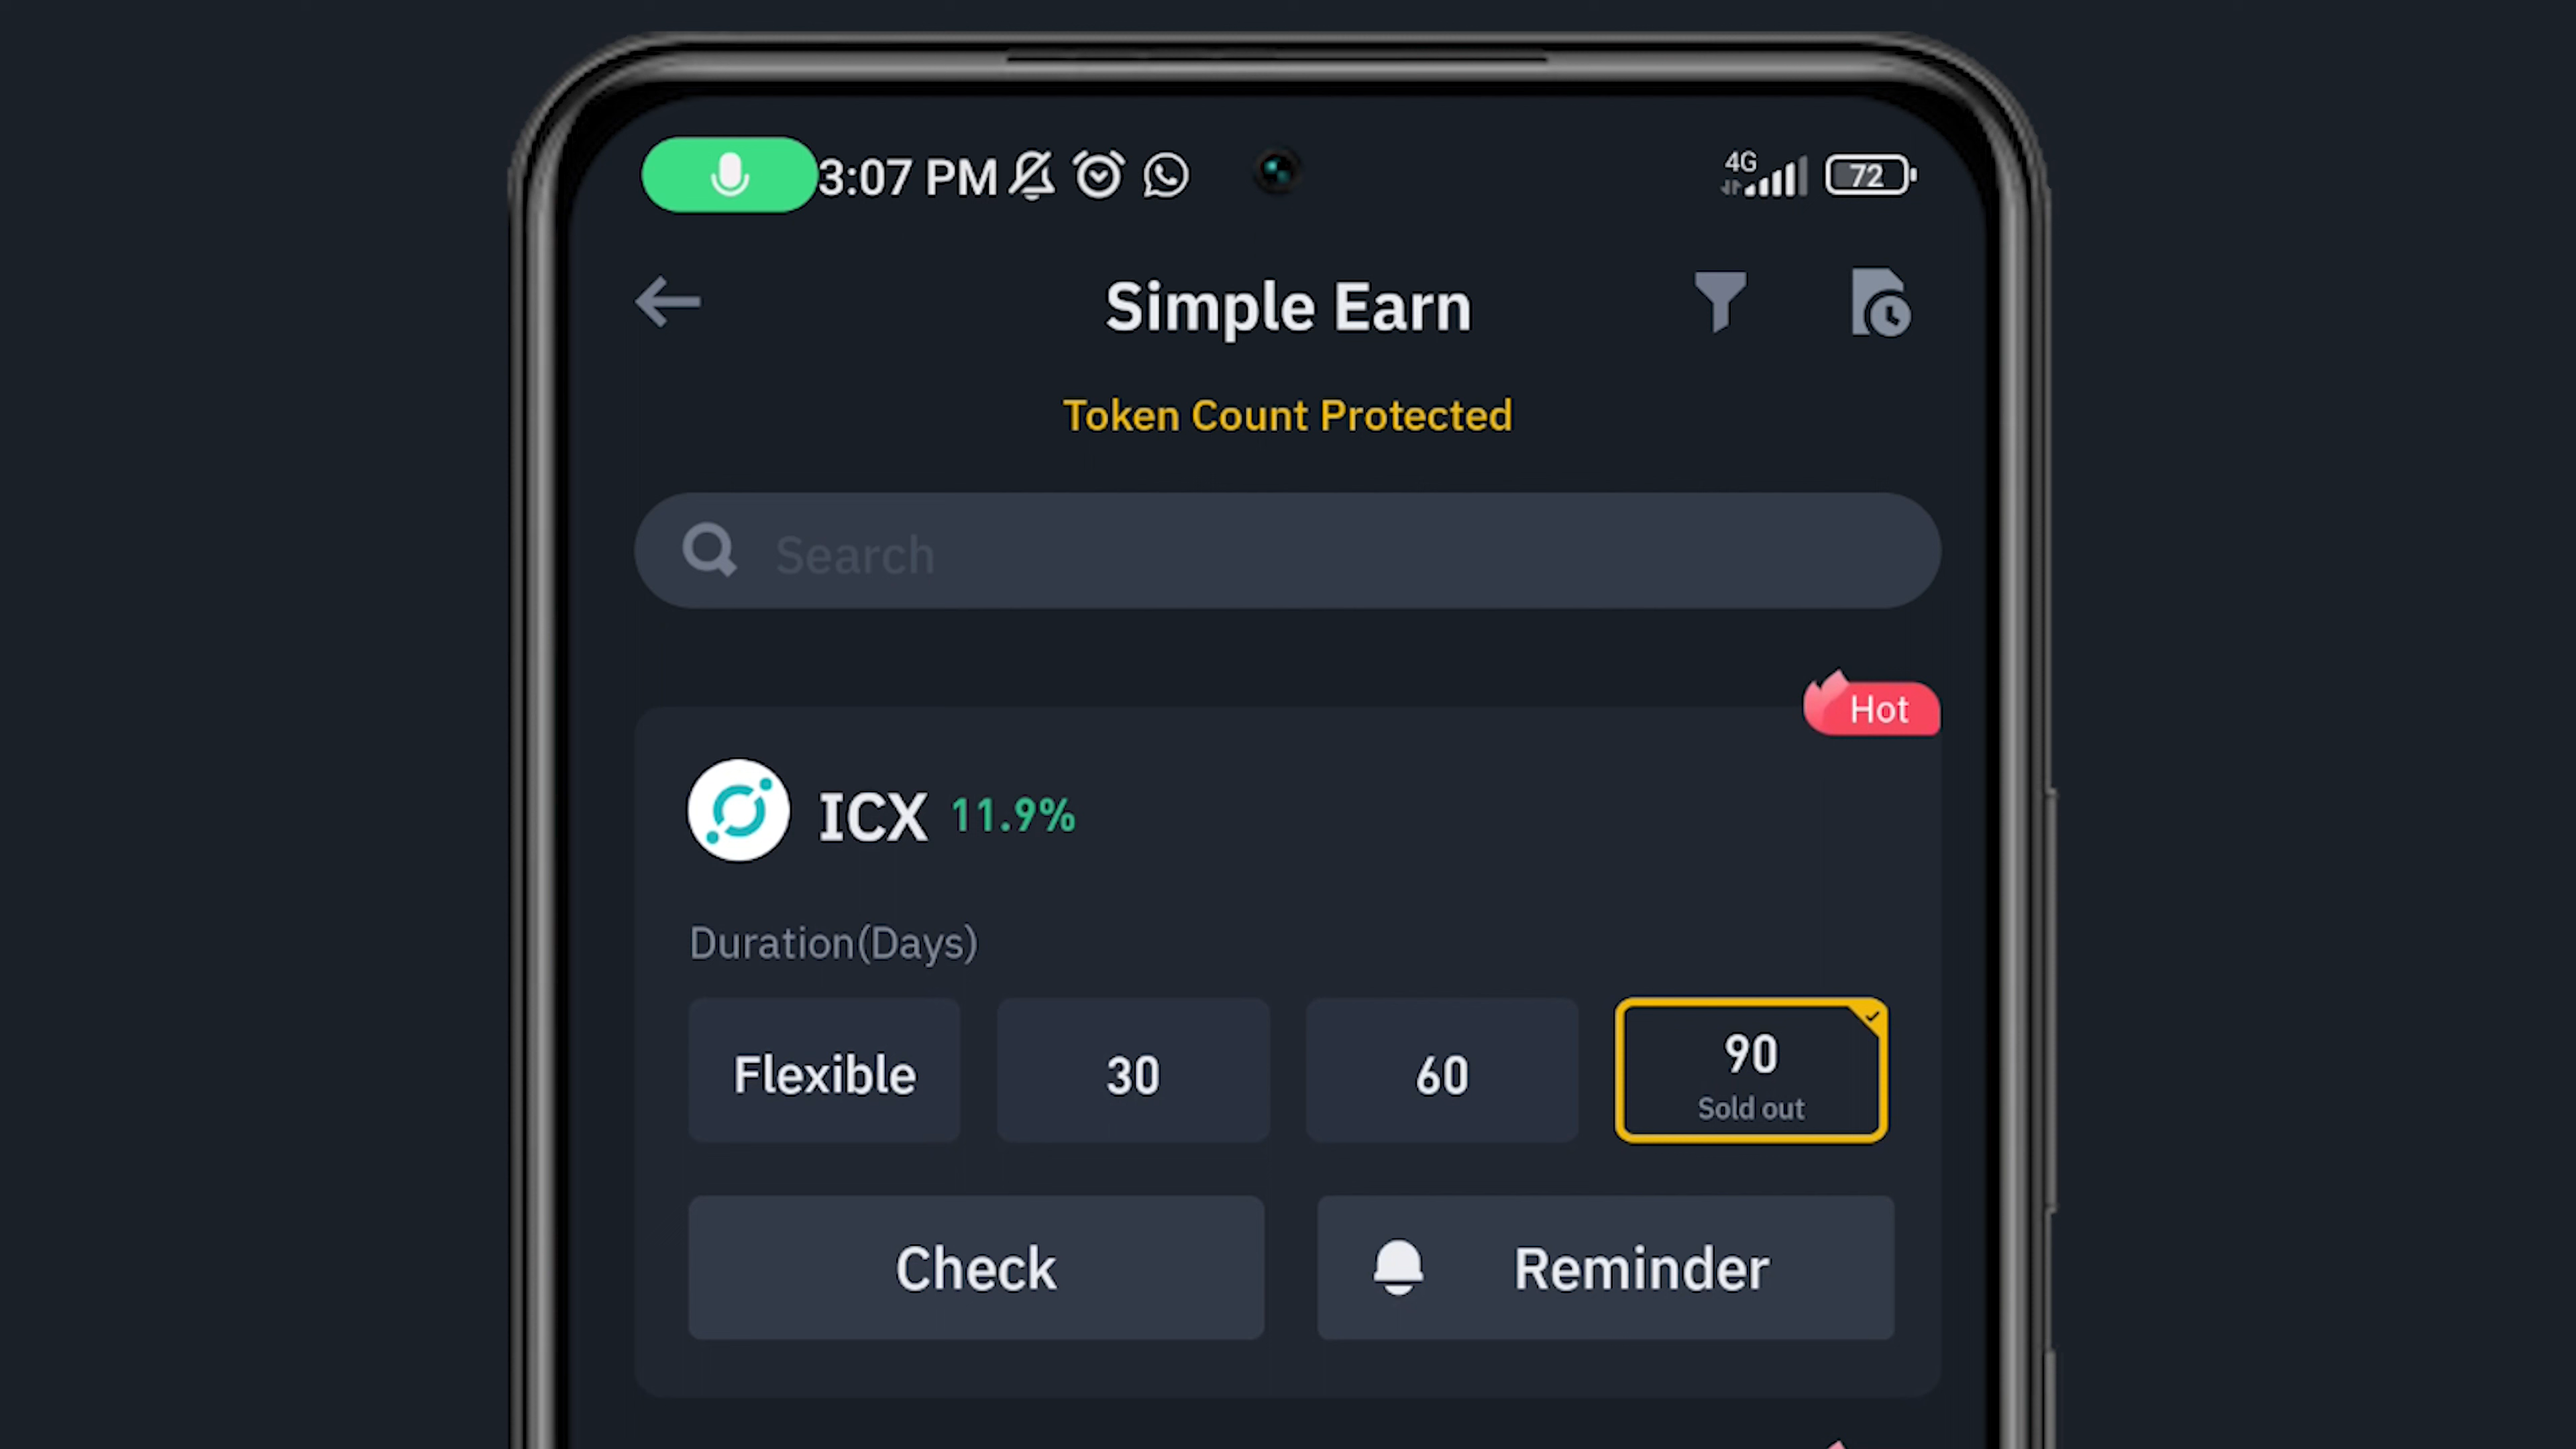 3:07 PM 4G 72
Simple Earn
Token Count Protected
Search
Hot
ICX 11.9%
Duration(Days)
Flexible 30 60 90
Sold out
Check Reminder